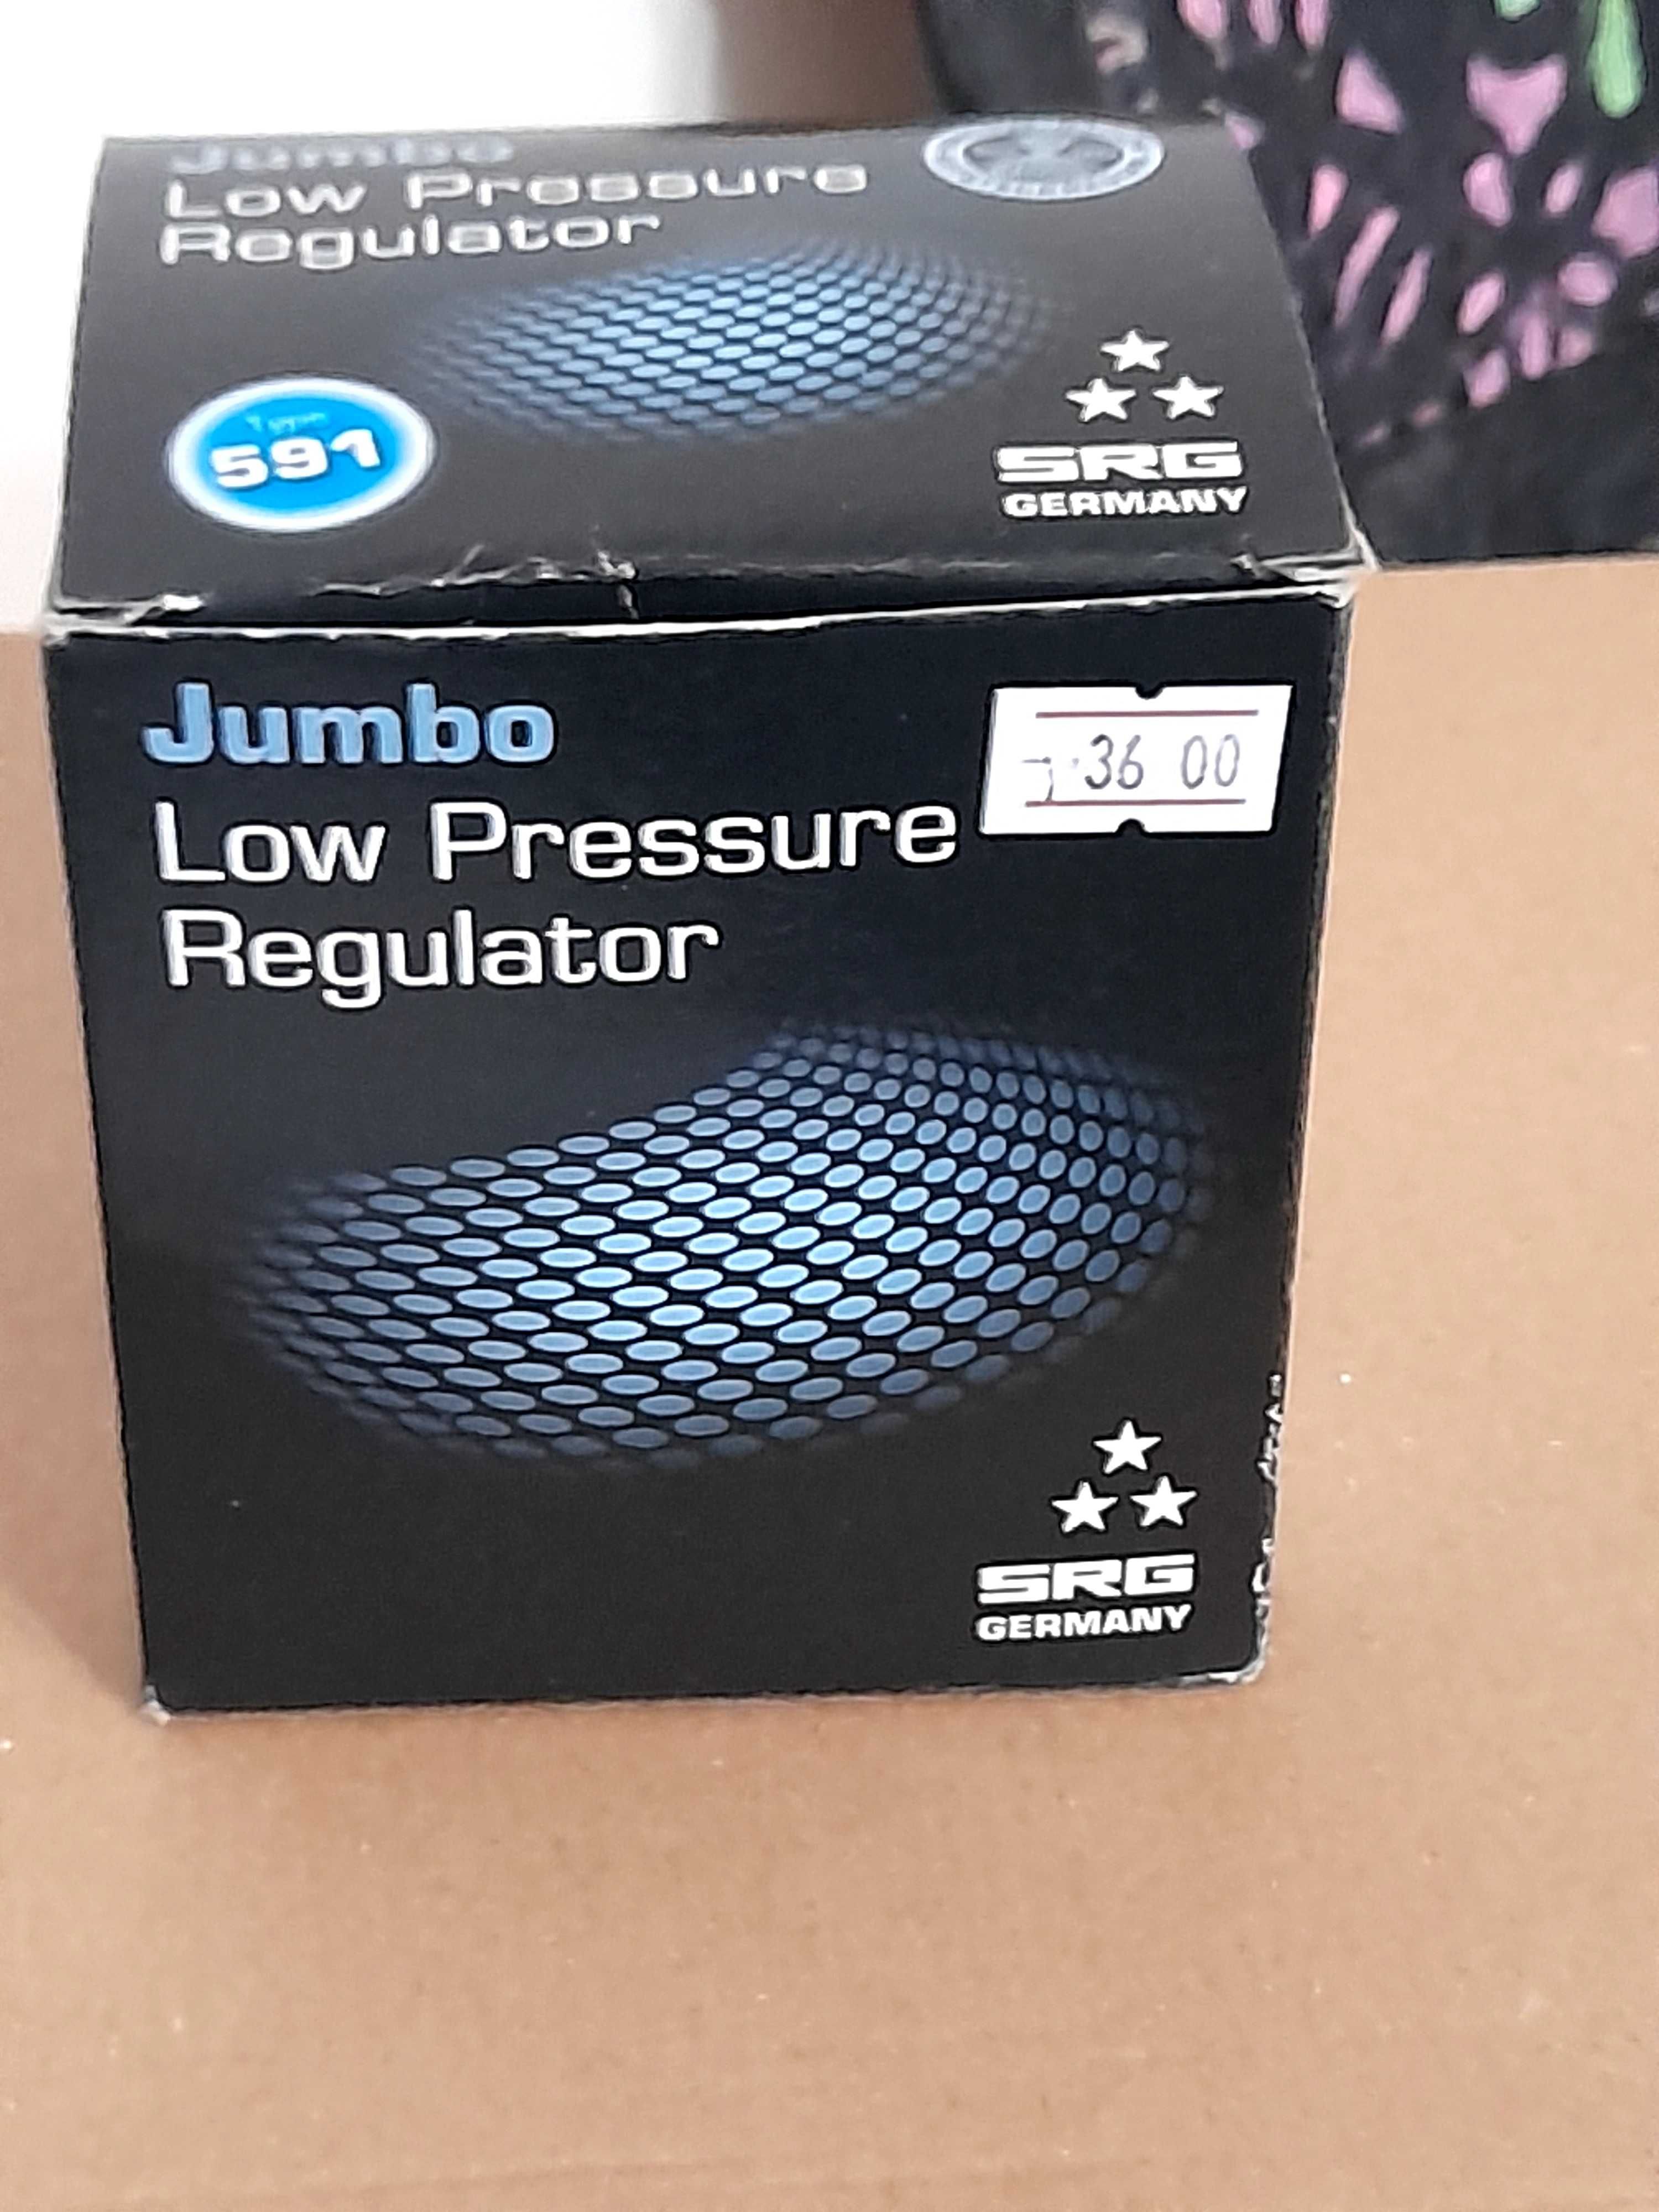 Jumbo
Low Pressure
Regulator
Type
591
SRG
GERMANY
Jumbo
36 00
Low Pressure
Regulator
SRG
GERMANY